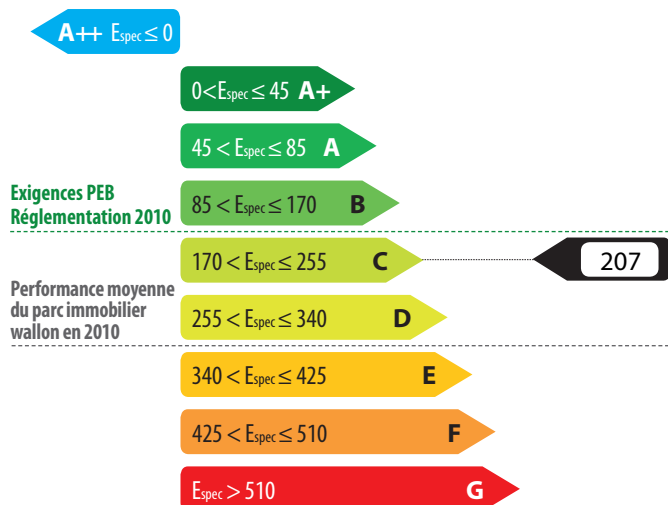 A++ Espec ≤ 0
0<Espec ≤ 45 A+
45 < Espec ≤ 85 A
Exigences PEB
Réglementation 2010
85 < Espec ≤ 170 B
170 < Espec ≤ 255 C
207
Performance moyenne
du parc immobilier
wallon en 2010
255 < Espec ≤ 340 D
340 < Espec ≤ 425 E
425 < Espec ≤ 510 F
Espec > 510 G